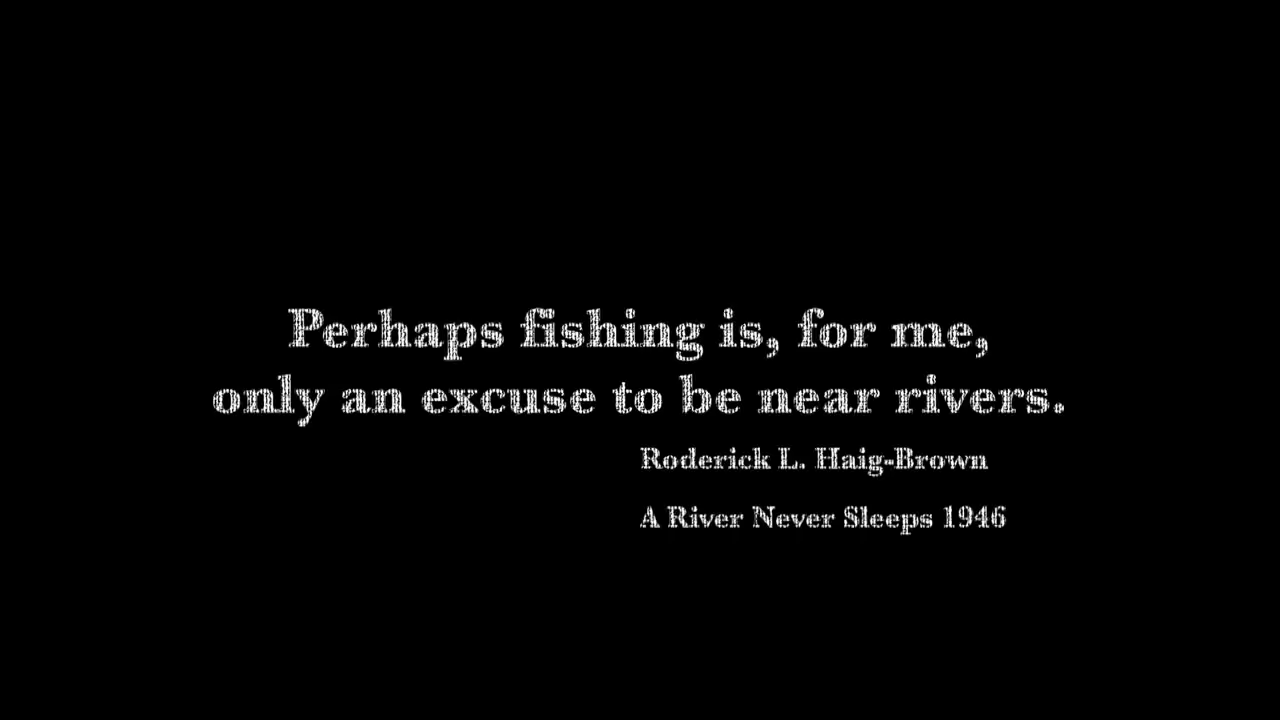 Perhaps fishing is, for me,
only an excuse to be near rivers.
Roderick L. Haig-Brown
A River Never Sleeps 1946